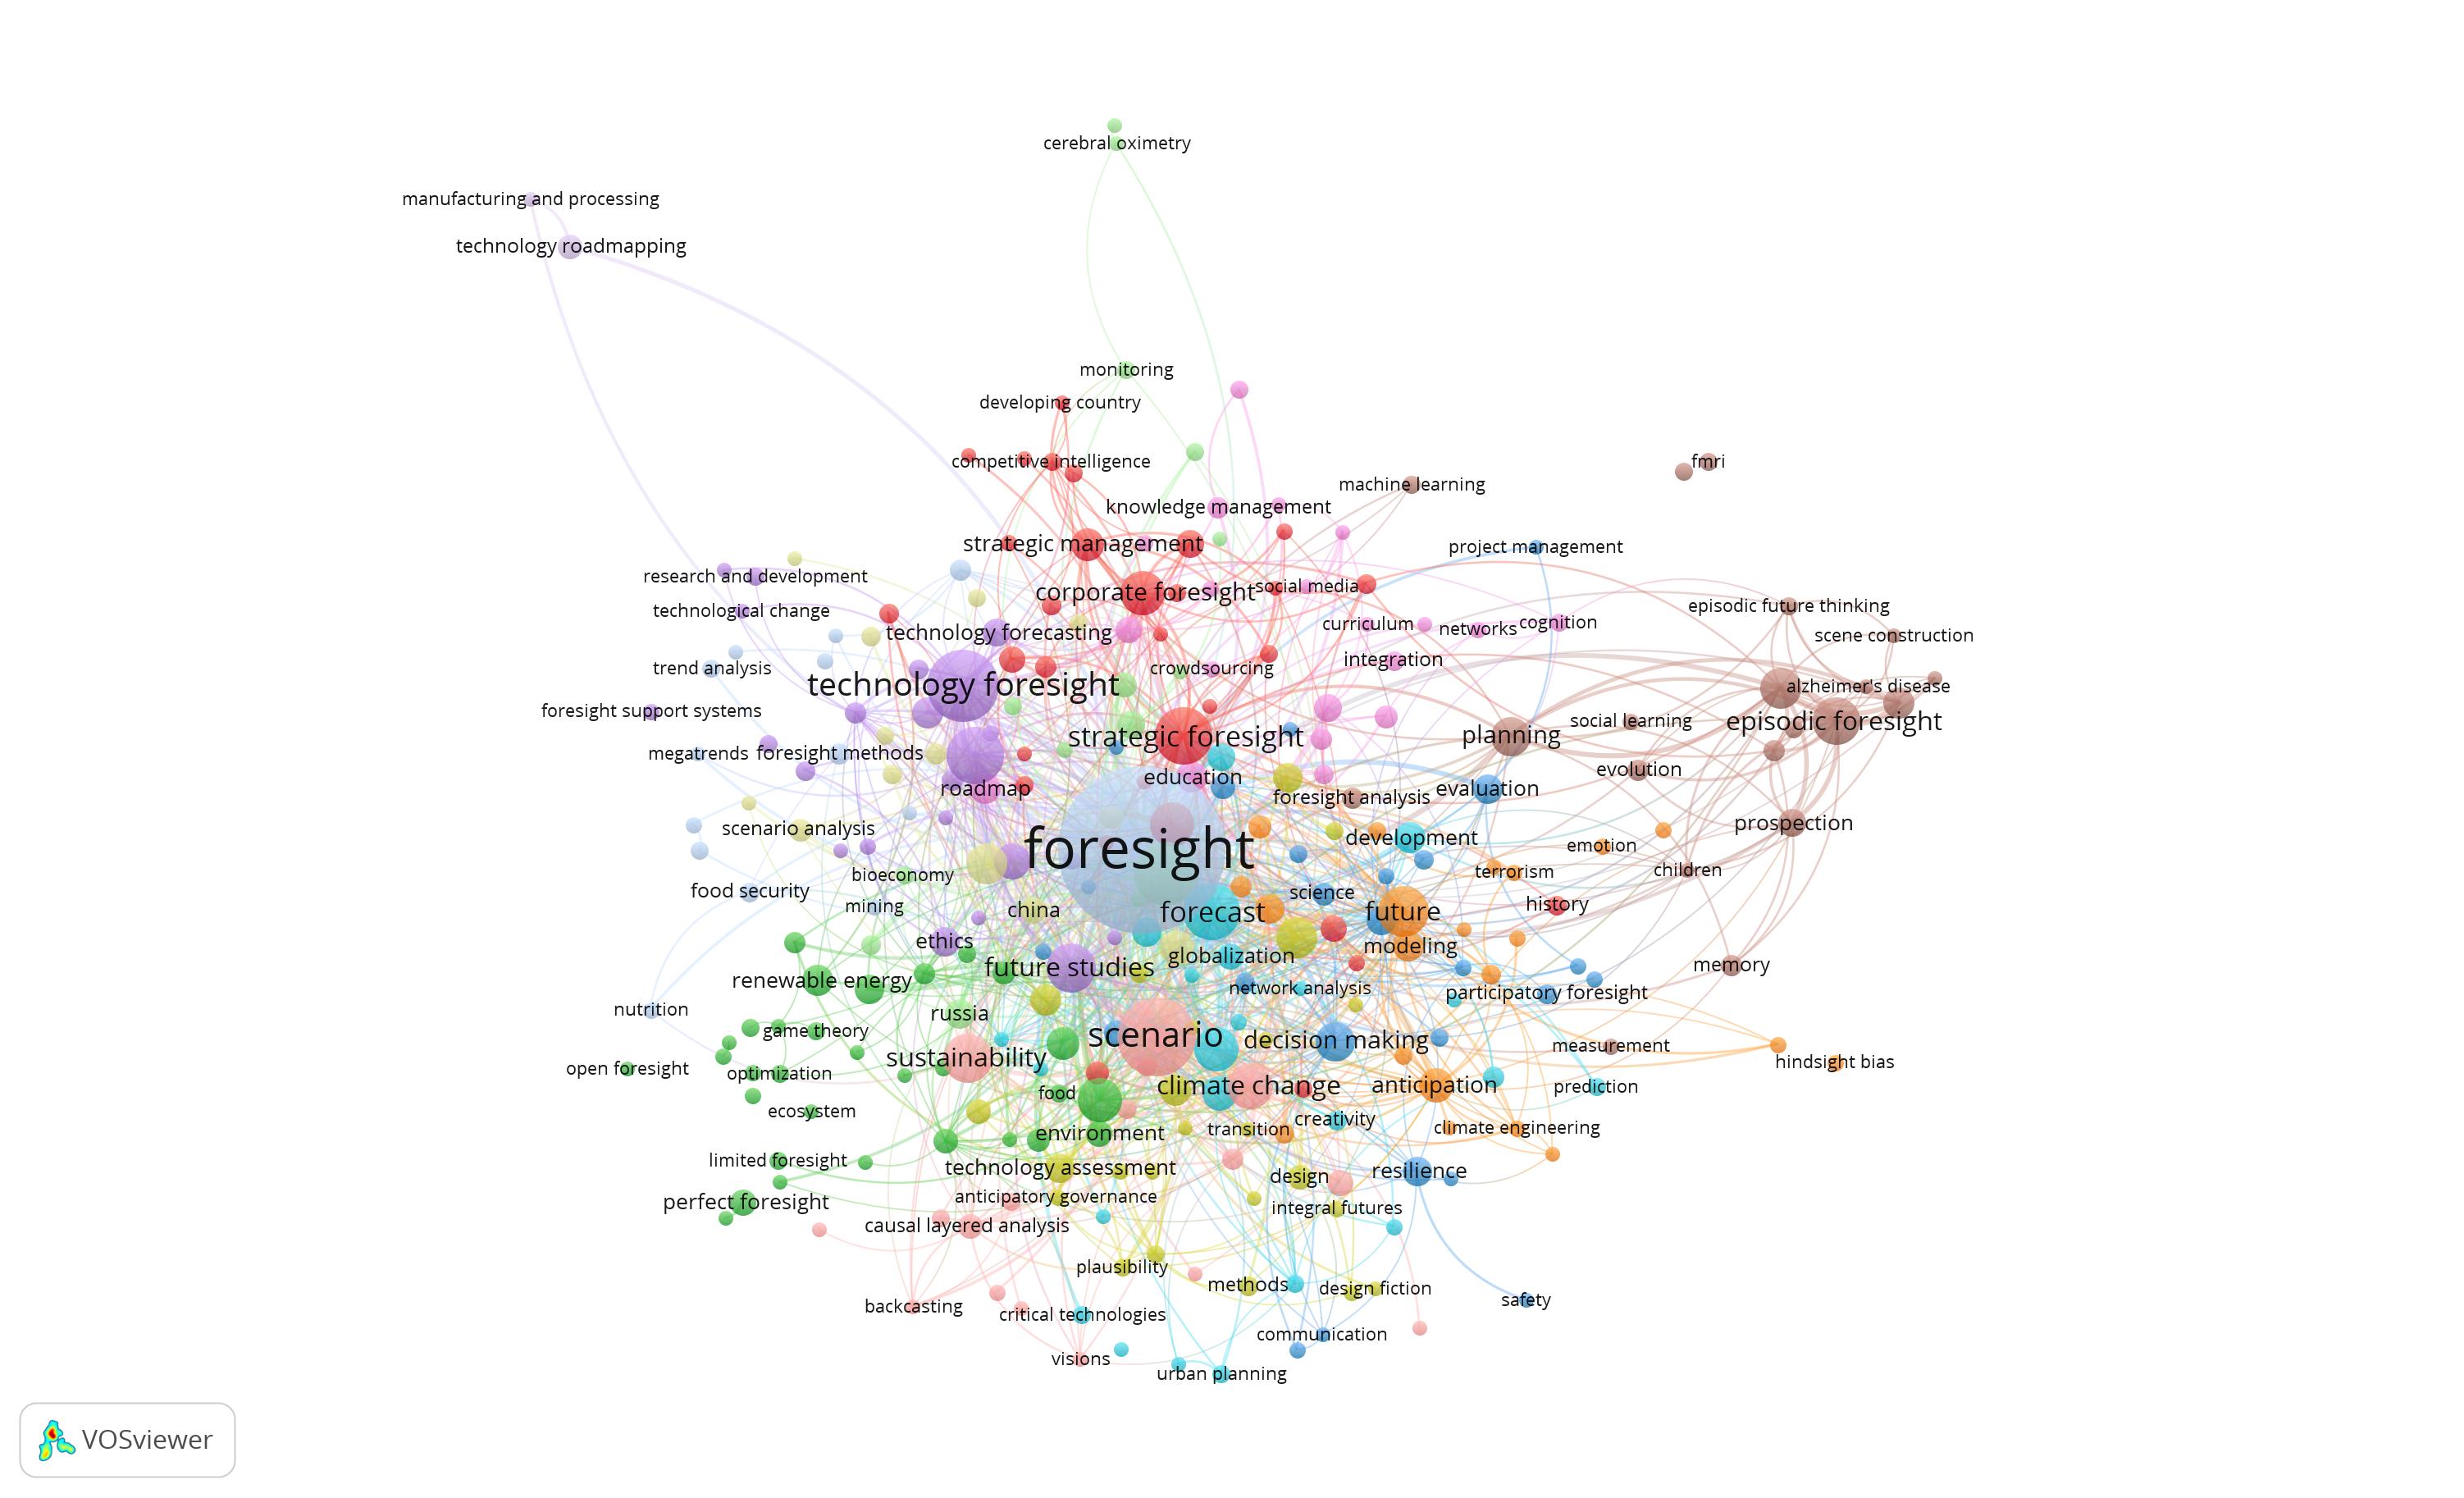 cerebral oximetry
manufacturing and processing
technology roadmapping
monitoring
developing country
competitive intelligence
fmri
machine learning
knowledge management
strategic management
project management
research and development
corporate foresight
social media
episodic future thinking
technological change
curriculum
networks
cognition
technology forecasting
scene construction
integration
trend analysis
crowdsourcing
technology foresight
alzheimer's disease
foresight support systems
social learning
episodic foresight
strategic foresight
planning
megatrends
foresight methods
evolution
education
roadmap
foresight analysis
evaluation
scenario analysis
prospection
development
foresight
emotion
bioeconomy
terrorism
children
food security
science
mining
china
forecast
future
history
ethics
modeling
globalization
future studies
memory
renewable energy
network analysis
participatory foresight
nutrition
russia
game theory
scenario
decision making
measurement
sustainability
hindsight bias
open foresight
optimization
climate change
anticipation
prediction
food
ecosystem
creativity
transition
climate engineering
environment
limited foresight
technology assessment
resilience
design
anticipatory governance
perfect foresight
integral futures
causal layered analysis
plausibility
methods
design fiction
safety
backcasting
critical technologies
communication
visions
urban planning
VOSviewer